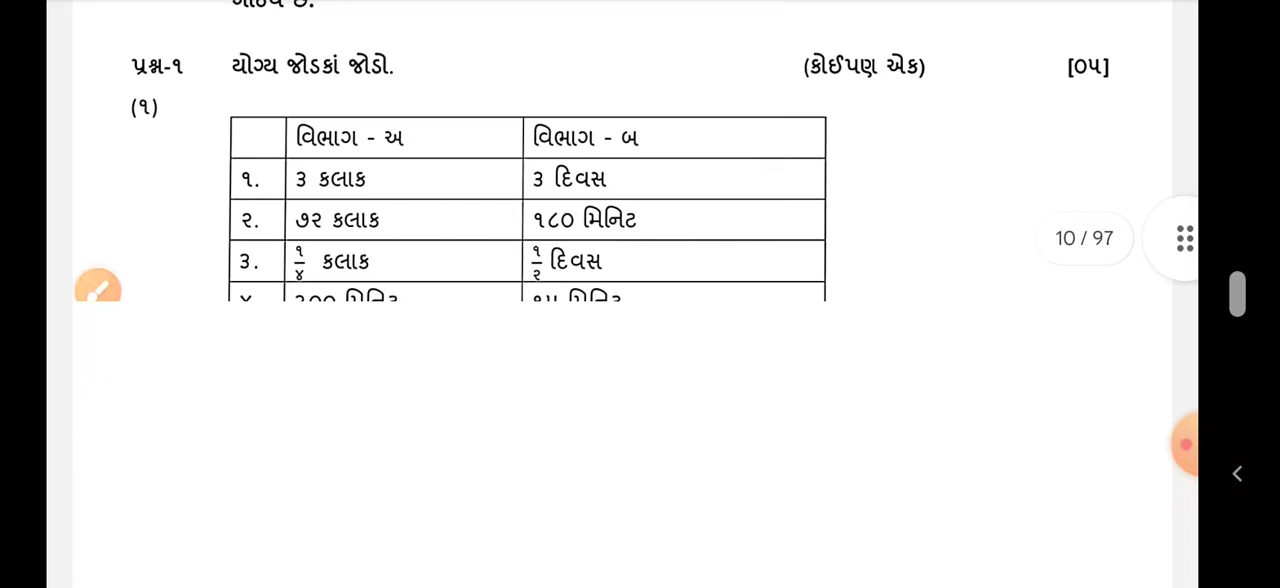 પ્રશ્ન-૧ યોગ્ય જોડકાં જોડો. (કોઈપણ એક) [૦૫]
(૧)
વિભાગ - અ વિભાગ - બ
૧. ૩ કલાક ૩ દિવસ
૨. ૭૨ કલાક ૧૮૦ મિનિટ
૩. ૧/૪ કલાક ૧/૨ દિવસ
10 / 97